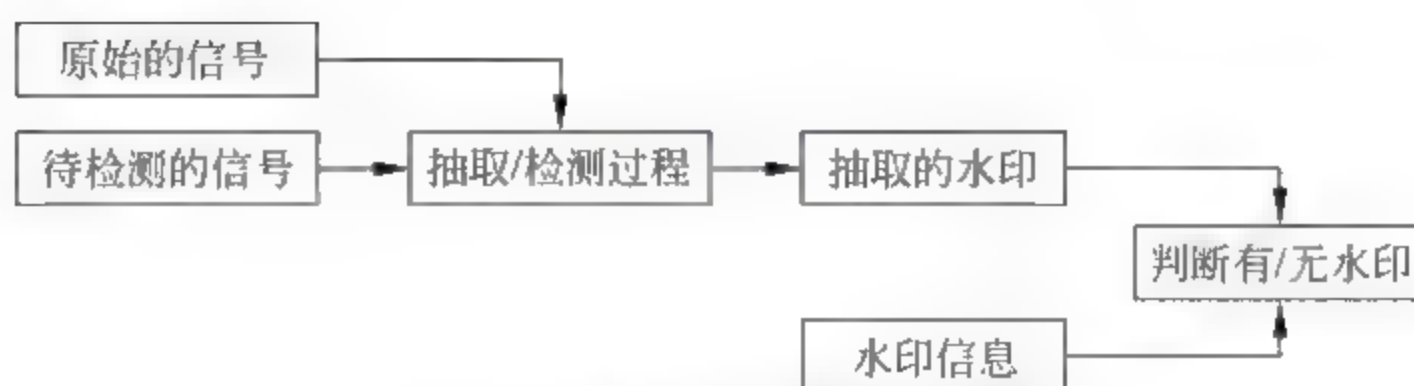 原始的信号
待检测的信号
抽取/检测过程
抽取的水印
判断有/无水印
水印信息